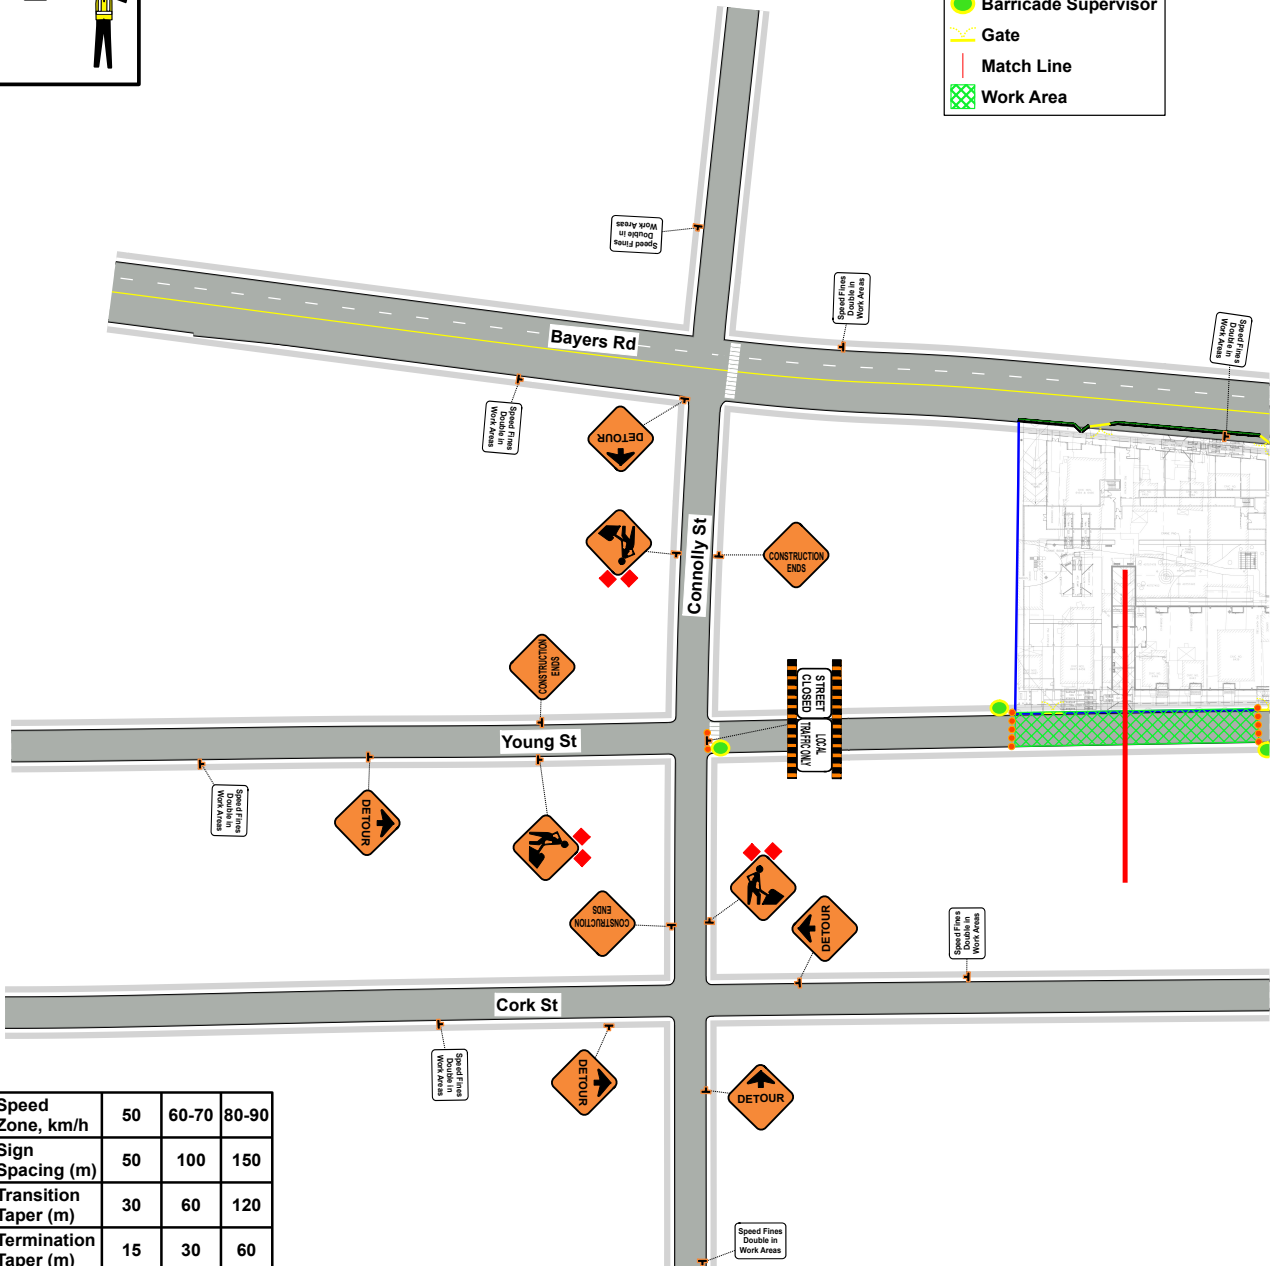 Barricade Supervisor
Gate
Match Line
Work Area
Speed Fines
Double in
Work Areas
Speed Fines
Double in
Work Areas
Speed Fines
Double in
Work Areas
Bayers Rd
Speed Fines
Double in
Work Areas
DETOUR
Connolly St
CONSTRUCTION
ENDS
CONSTRUCTION
ENDS
STREET
CLOSED
LOCAL
TRAFFIC ONLY
Young St
Speed Fines
Double in
Work Areas
DETOUR
CONSTRUCTION
ENDS
DETOUR
Speed Fines
Double in
Work Areas
Cork St
Speed Fines
Double in
Work Areas
DETOUR
DETOUR
Speed
Zone, km/h 50 60-70 80-90
Sign
Spacing (m) 50 100 150
Transition
Taper (m) 30 60 120
Termination
Taper (m) 15 30 60
Speed Fines
Double in
Work Areas